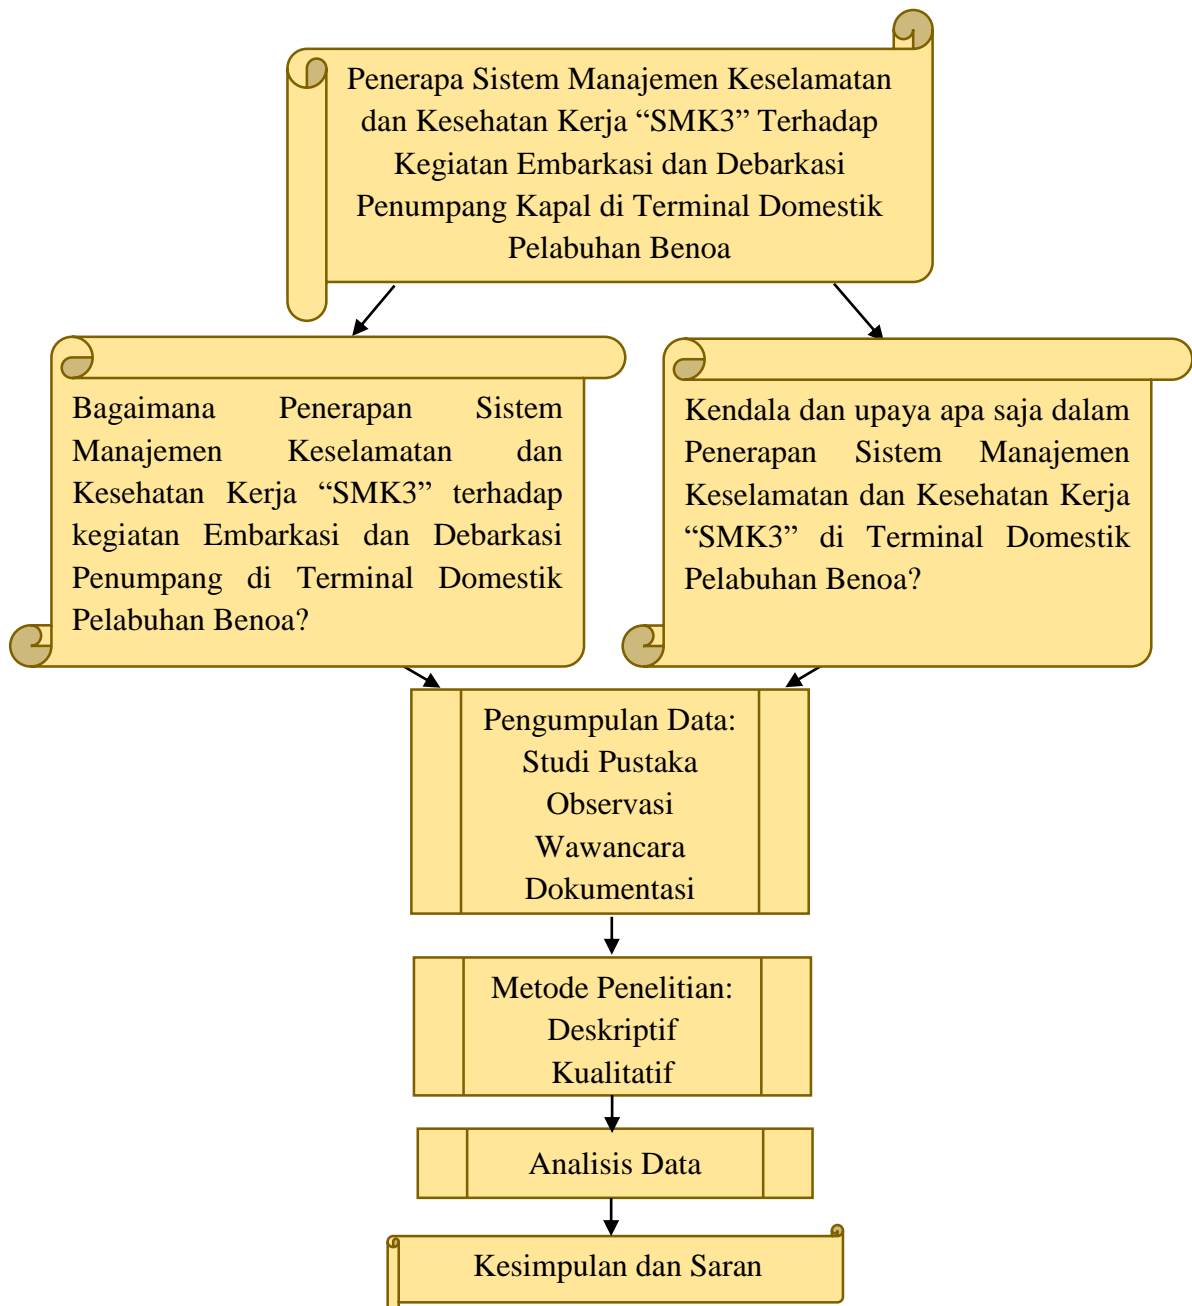 Penerapa Sistem Manajemen Keselamatan
dan Kesehatan Kerja “SMK3” Terhadap
Kegiatan Embarkasi dan Debarkasi
Penumpang Kapal di Terminal Domestik
Pelabuhan Benoa
Bagaimana Penerapan Sistem
Manajemen Keselamatan dan
Kesehatan Kerja “SMK3” terhadap
kegiatan Embarkasi dan Debarkasi
Penumpang di Terminal Domestik
Pelabuhan Benoa?
Kendala dan upaya apa saja dalam
Penerapan Sistem Manajemen
Keselamatan dan Kesehatan Kerja
“SMK3” di Terminal Domestik
Pelabuhan Benoa?
Pengumpulan Data:
Studi Pustaka
Observasi
Wawancara
Dokumentasi
Metode Penelitian:
Deskriptif
Kualitatif
Analisis Data
Kesimpulan dan Saran